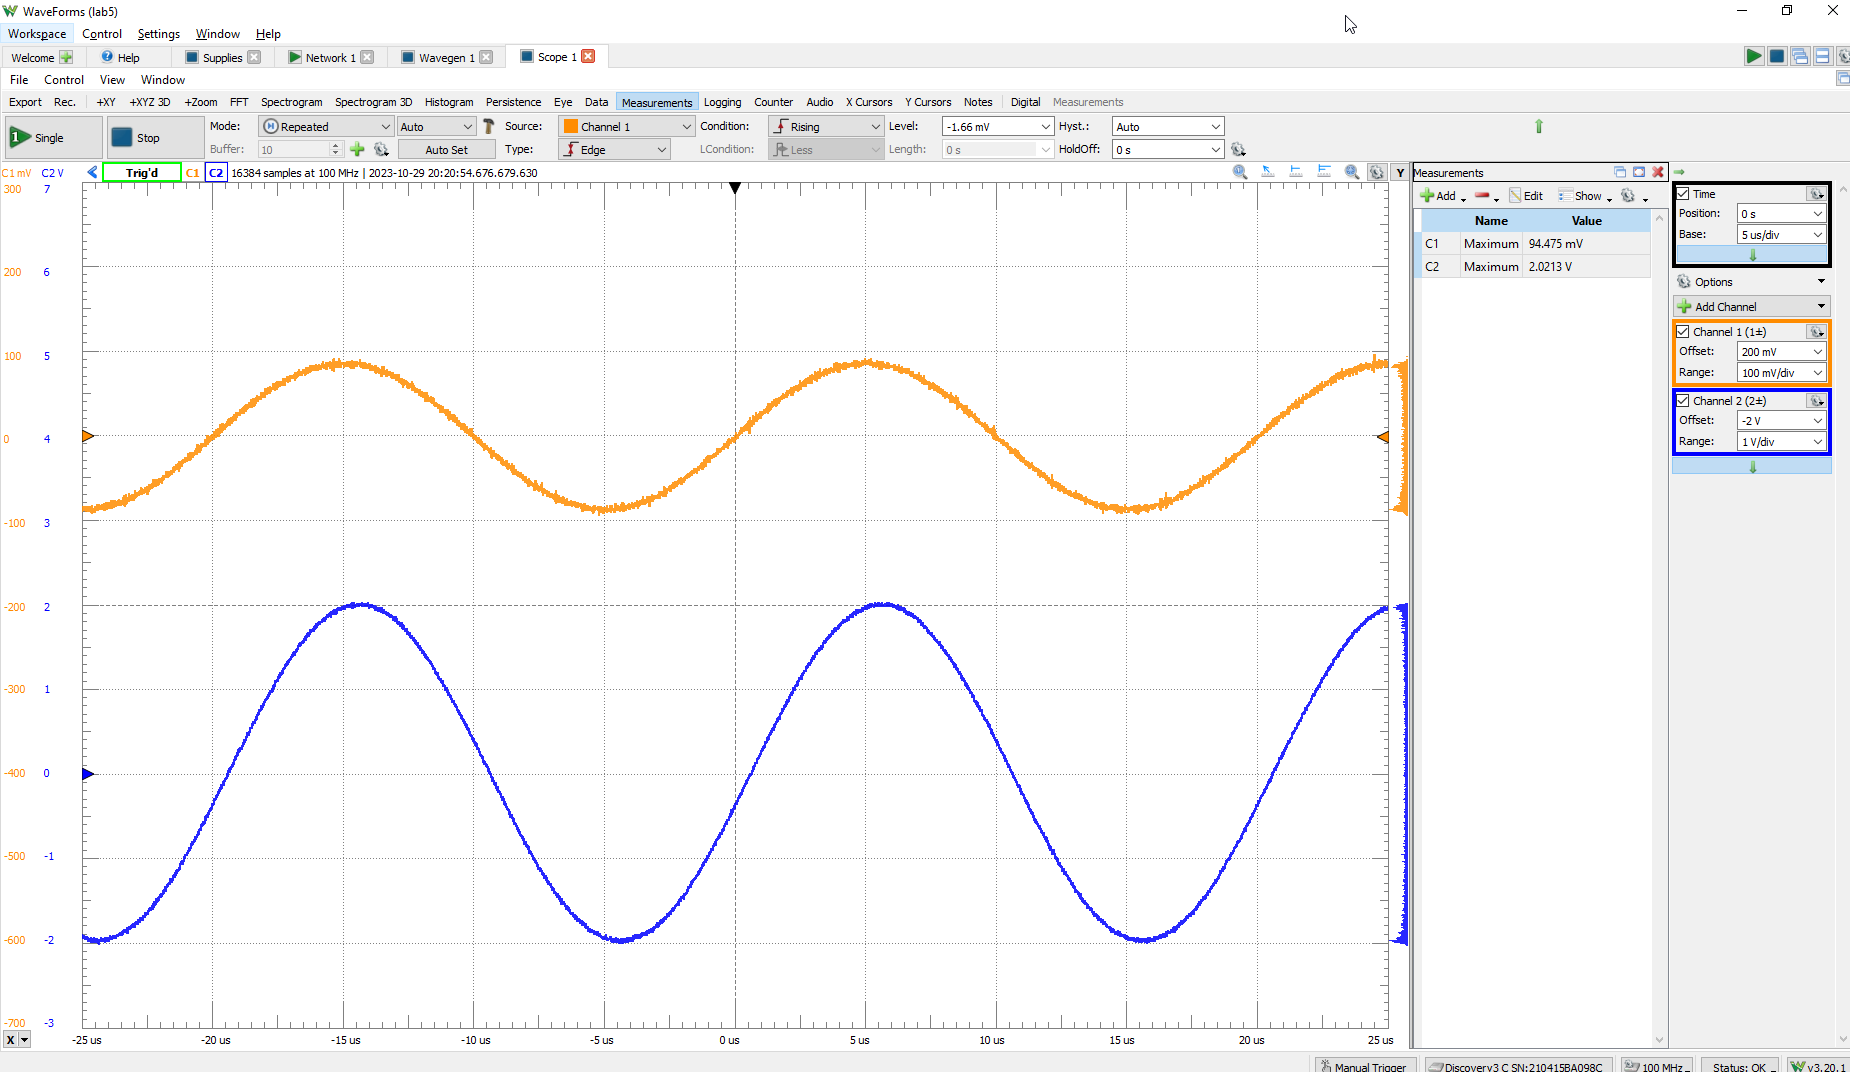 WaveForms (lab5)
Workspace Control Settings Window Help
Welcome Help Supplies Network 1 Wavegen 1 Scope 1
File Control View Window
Export Rec. +XY +XYZ 3D +Zoom FFT Spectrogram Spectrogram 3D Histogram Persistence Eye Data Measurements Logging Counter Audio X Cursors Y Cursors Notes Digital Measurements
Single Stop Mode: Repeated Auto Source: Channel 1 Condition: Rising Level: -1.66 mV Hyst.: Auto
Buffer: 10 Auto Set Type: Edge LCondition: Less Length: 0 s HoldOff: 0 s
C1 mV C2 V Trig'd C1 C2 16384 samples at 100 MHz | 2023-10-29 20:20:54.676.679.630 Y
300 7
200 6
100 5
0 4
-100 3
-200 2
-300 1
-400 0
-500 -1
-600 -2
-700 -3
X -25 us -20 us -15 us -10 us -5 us 0 us 5 us 10 us 15 us 20 us 25 us
Measurements
Add Edit Show
Name Value
C1 Maximum 94.475 mV
C2 Maximum 2.0213 V
Time
Position: 0 s
Base: 5 us/div
Options
Add Channel
Channel 1 (1±)
Offset: 200 mV
Range: 100 mV/div
Channel 2 (2±)
Offset: -2 V
Range: 1 V/div
Manual Trigger Discovery3 C SN:210415BA098C 100 MHz Status: OK v3.20.1